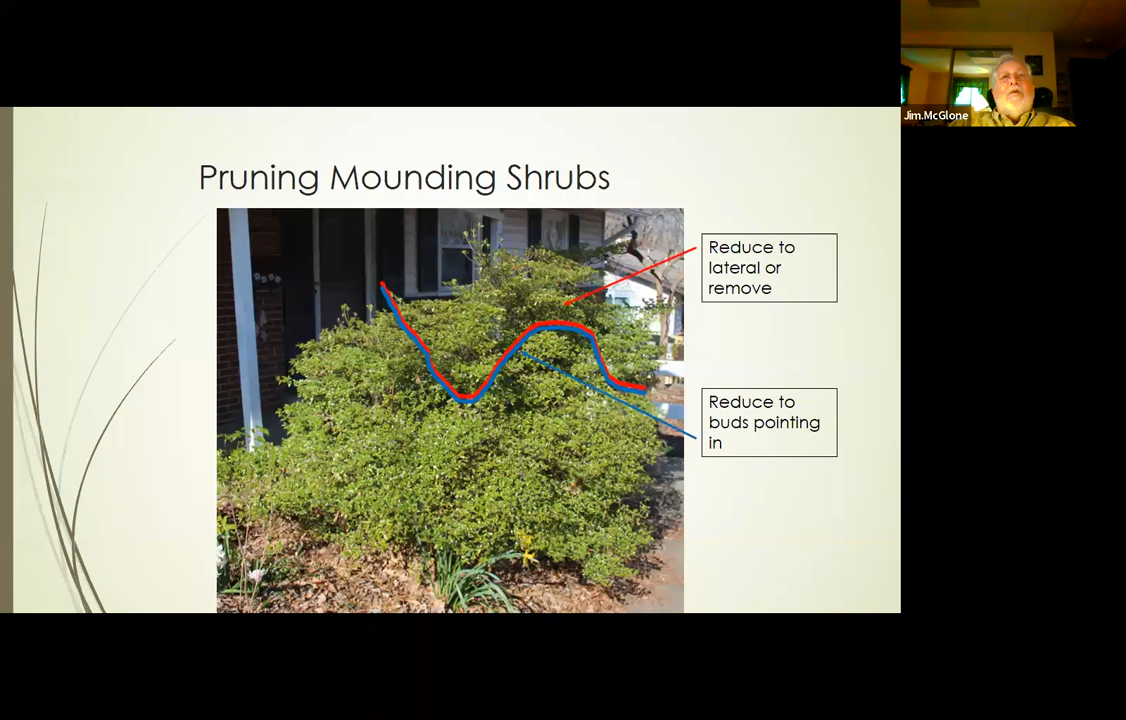 Pruning Mounding Shrubs
Reduce to
lateral or
remove
Reduce to
buds pointing
in
Jim.McGlone